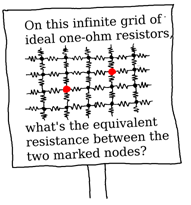 On this infinite grid of
ideal one-ohm resistors,
what's the equivalent
resistance between the
two marked nodes?